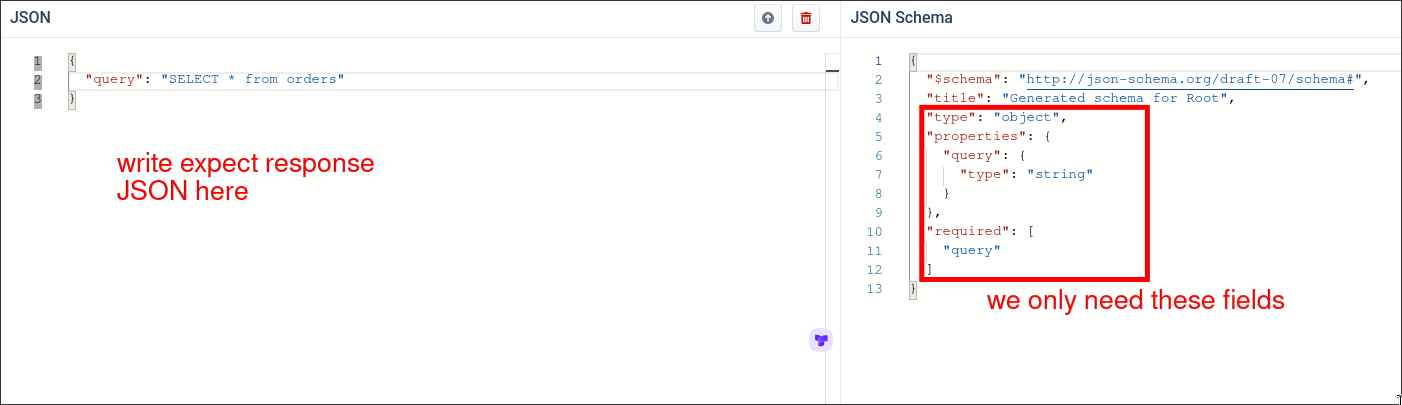 JSON
1 {
2 "query": "SELECT * from orders"
3 }
write expect response
JSON here
JSON Schema
1 {
2 "$schema": "http://json-schema.org/draft-07/schema#",
3 "title": "Generated schema for Root",
4 "type": "object",
5 "properties": {
6 "query": {
7 "type": "string"
8 }
9 },
10 "required": [
11 "query"
12 ]
13 }
we only need these fields